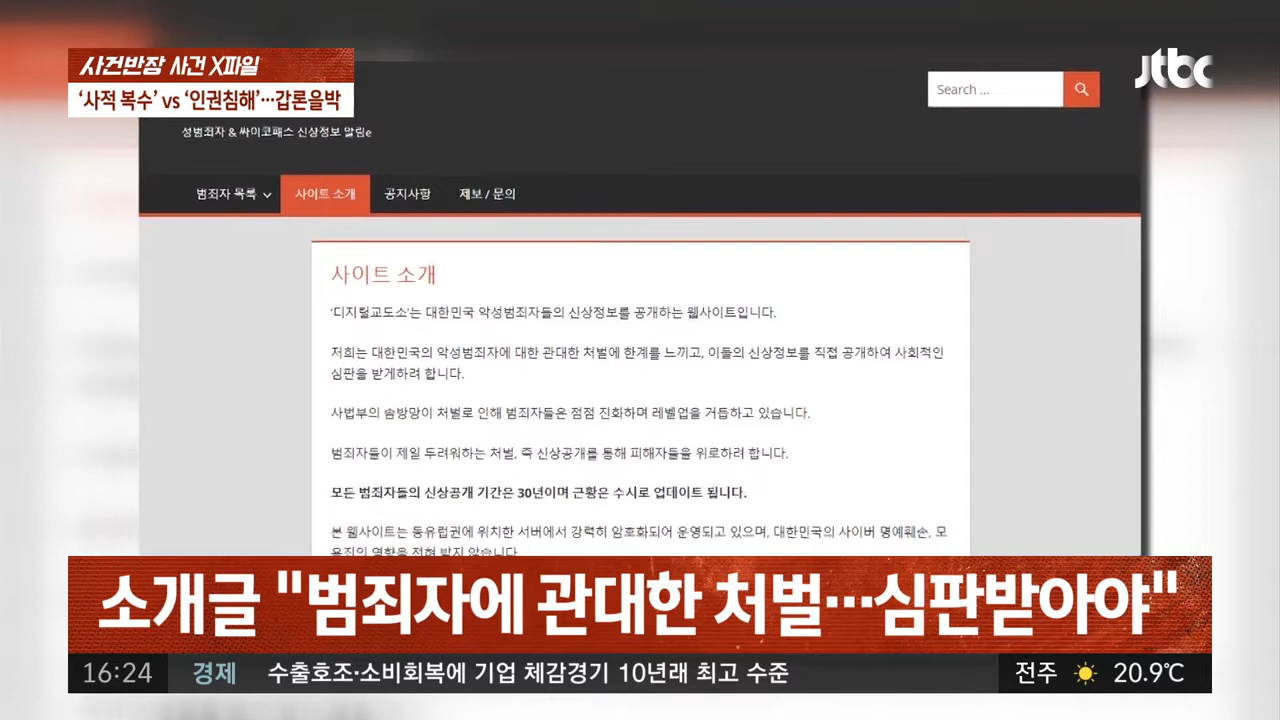 사건반장 사건 X파일
'사적 복수' vs '인권침해'…갑론을박
jtbc
Search ...
성범죄자 & 싸이코패스 신상정보 알림e
범죄자 목록
사이트 소개
공지사항
제보 / 문의
사이트 소개
'디지털교도소'는 대한민국 악성범죄자들의 신상정보를 공개하는 웹사이트입니다.
저희는 대한민국의 악성범죄자에 대한 관대한 처벌에 한계를 느끼고, 이들의 신상정보를 직접 공개하여 사회적인
심판을 받게하려 합니다.
사법부의 솜방망이 처벌로 인해 범죄자들은 점점 진화하며 레벨업을 거듭하고 있습니다.
범죄자들이 제일 두려워하는 처벌, 즉 신상공개를 통해 피해자들을 위로하려 합니다.
모든 범죄자들의 신상공개 기간은 30년이며 근황은 수시로 업데이트 됩니다.
본 웹사이트는 동유럽권에 위치한 서버에서 강력히 암호화되어 운영되고 있으며, 대한민국의 사이버 명예훼손, 모
욕죄의 영향을 전혀 받지 않습니다.
소개글 "범죄자에 관대한 처벌…심판받아야"
16:24
경제
수출호조·소비회복에 기업 체감경기 10년래 최고 수준
전주
20.9℃